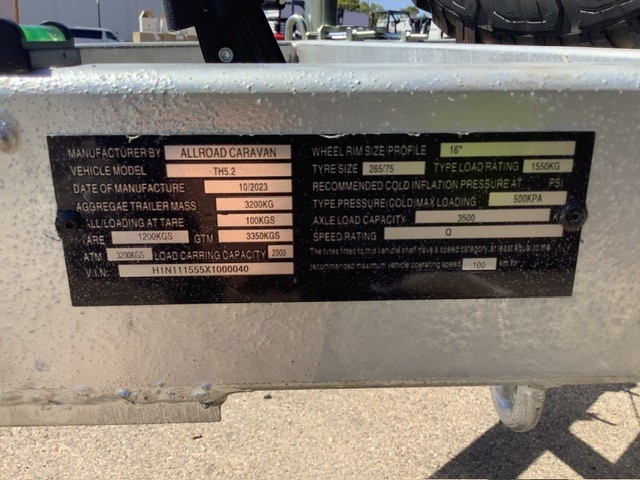 MANUFACTURER BY ALLROAD CARAVAN
VEHICLE MODEL TH5.2
DATE OF MANUFACTURAR 10/2023
AGGREGAE TRAILER MASS 3200KG
ALL/LOADING AT TARE 100KGS
ARE 1200KGS GTM 3350KGS
ATM 3290KGS LOAD CARRING CAPACITY 2000
V.I.N. H1N111555X1000040
WHEEL RIM SIZE/PROFILE 16"
TYRE SIZE 265/75 TYPE LOAD RATING 1550KG
RECOMMENDED COLD INFLATION PRESSURE AT PSI
TYPE PRESSURE(COLD)MAX LOADING 500KPA
AXLE LOAD CAPACITY 3500
SPEED RATING Q
The tyres fitted to this vehicle shall have a speed category at least equal to the
recommended maximum vehicle operating speed 100 km/hr